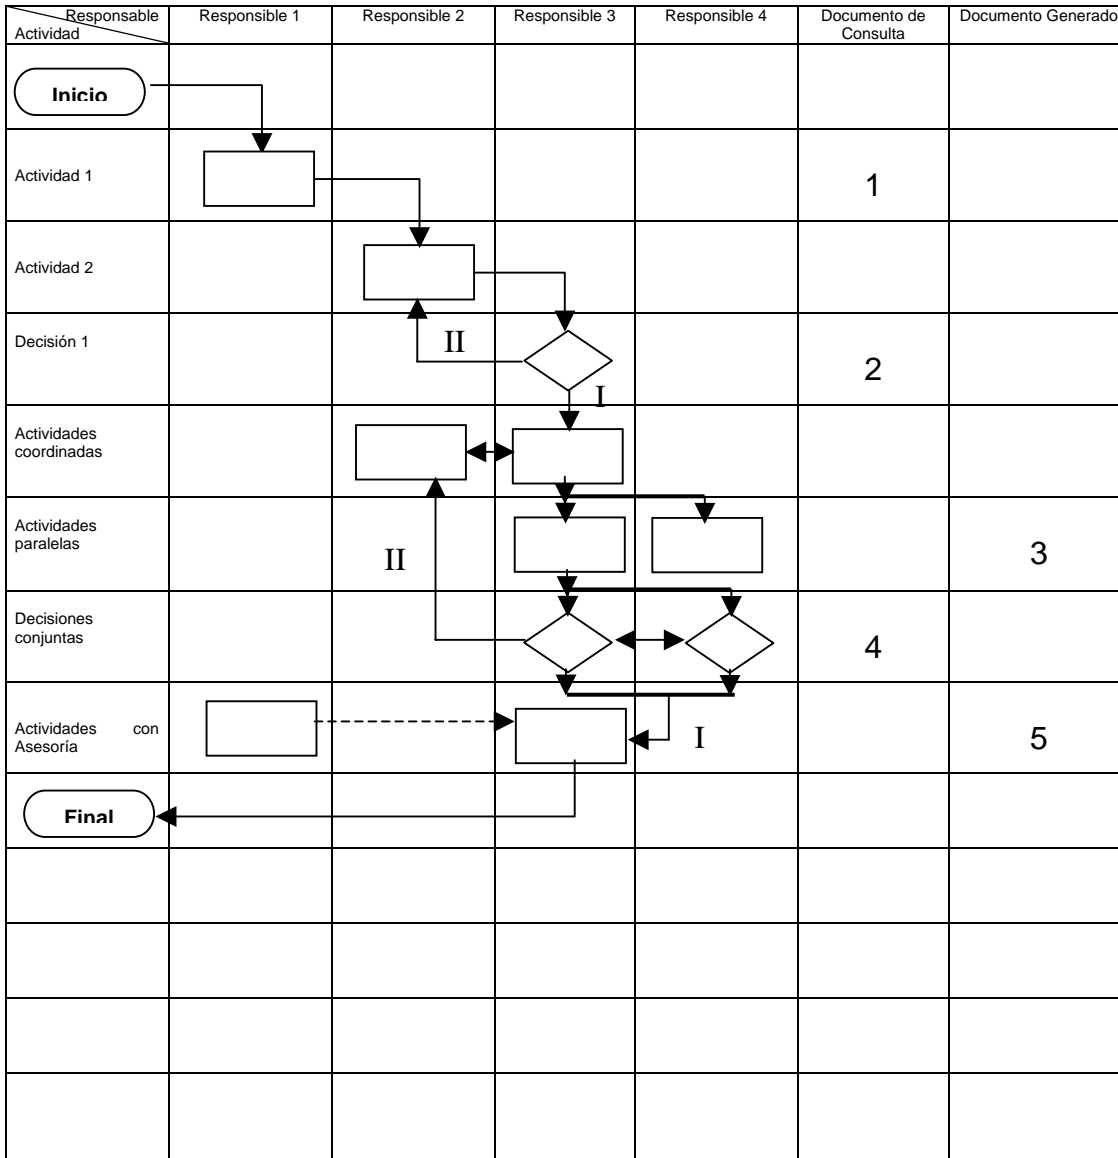 Responsable
Actividad
Responsible 1
Responsible 2
Responsible 3
Responsible 4
Documento de
Consulta
Documento Generado
Inicio
Actividad 1
1
Actividad 2
Decisión 1
II
2
I
Actividades
coordinadas
Actividades
paralelas
II
3
Decisiones
conjuntas
4
Actividades con
Asesoría
I
5
Final